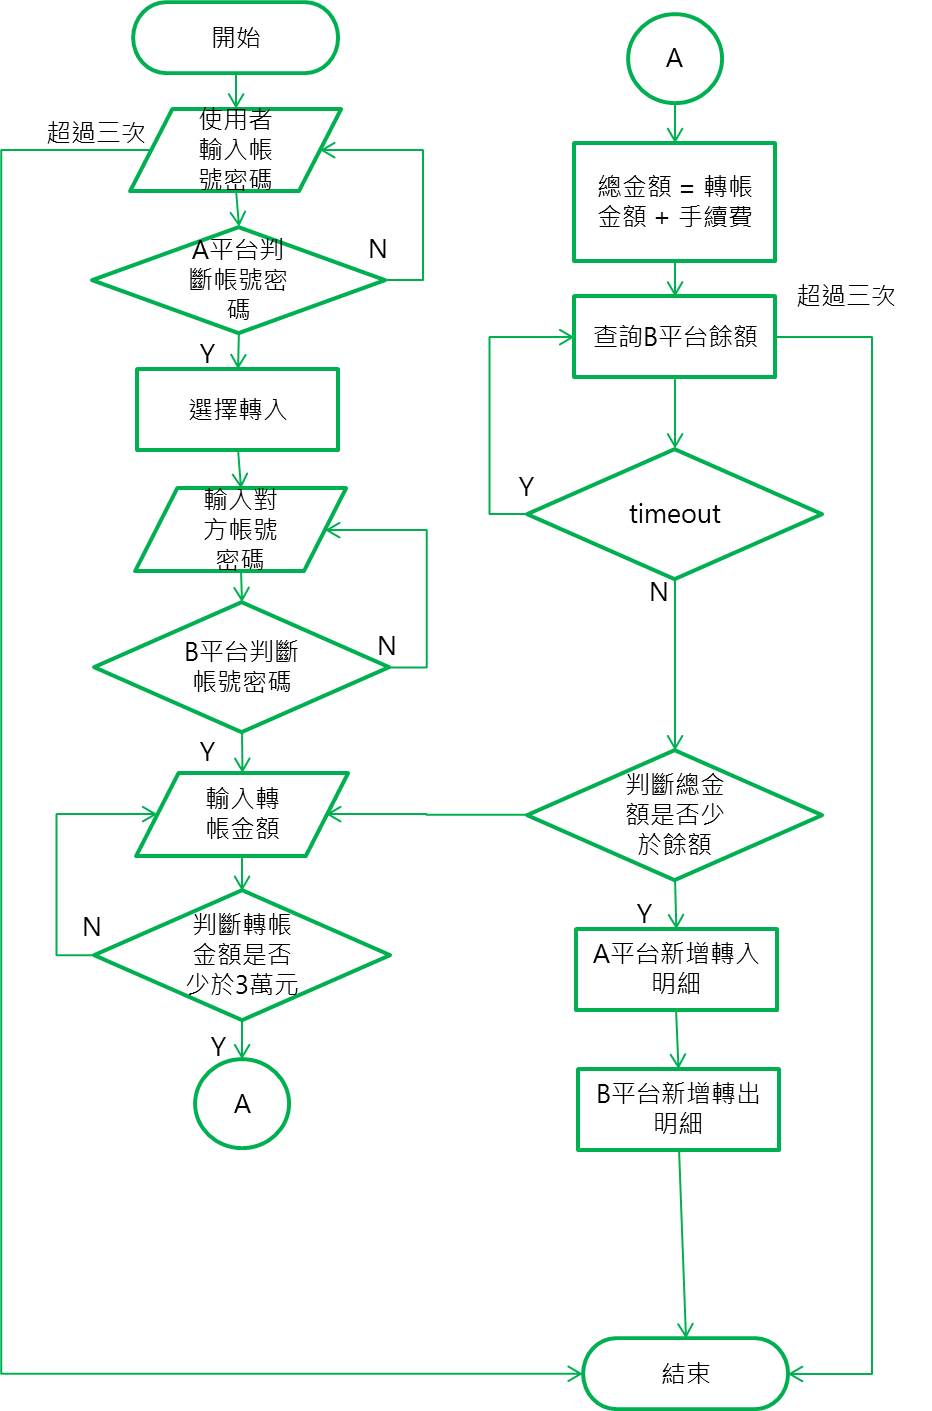 開始
超過三次
使用者
輸入帳
號密碼
A平台判
斷帳號密
碼
N
Y
選擇轉入
輸入對
方帳號
密碼
B平台判斷
帳號密碼
N
Y
輸入轉
帳金額
判斷轉帳
金額是否
少於3萬元
N
Y
A
A
總金額 = 轉帳
金額 + 手續費
查詢B平台餘額
超過三次
timeout
Y
N
判斷總金
額是否少
於餘額
Y
A平台新增轉入
明細
B平台新增轉出
明細
結束